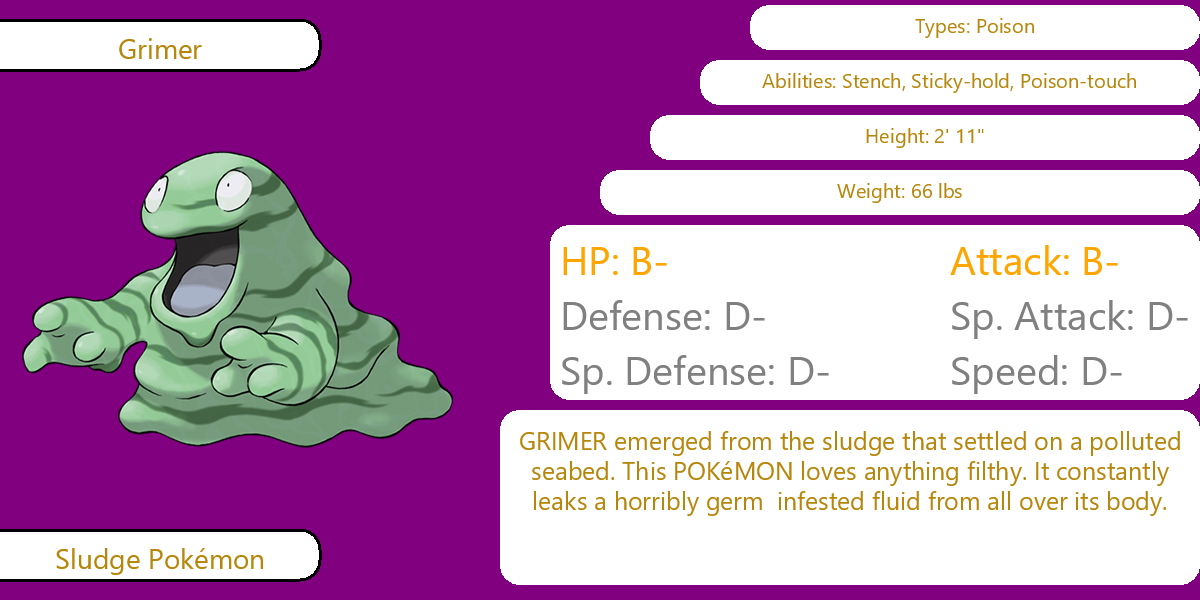 Grimer
Types: Poison
Abilities: Stench, Sticky-hold, Poison-touch
Height: 2' 11"
Weight: 66 lbs
HP: B-
Attack: B-
Defense: D-
Sp. Attack: D-
Sp. Defense: D-
Speed: D-
GRIMER emerged from the sludge that settled on a polluted
seabed. This POKéMON loves anything filthy. It constantly
leaks a horribly germ  infested fluid from all over its body.
Sludge Pokémon